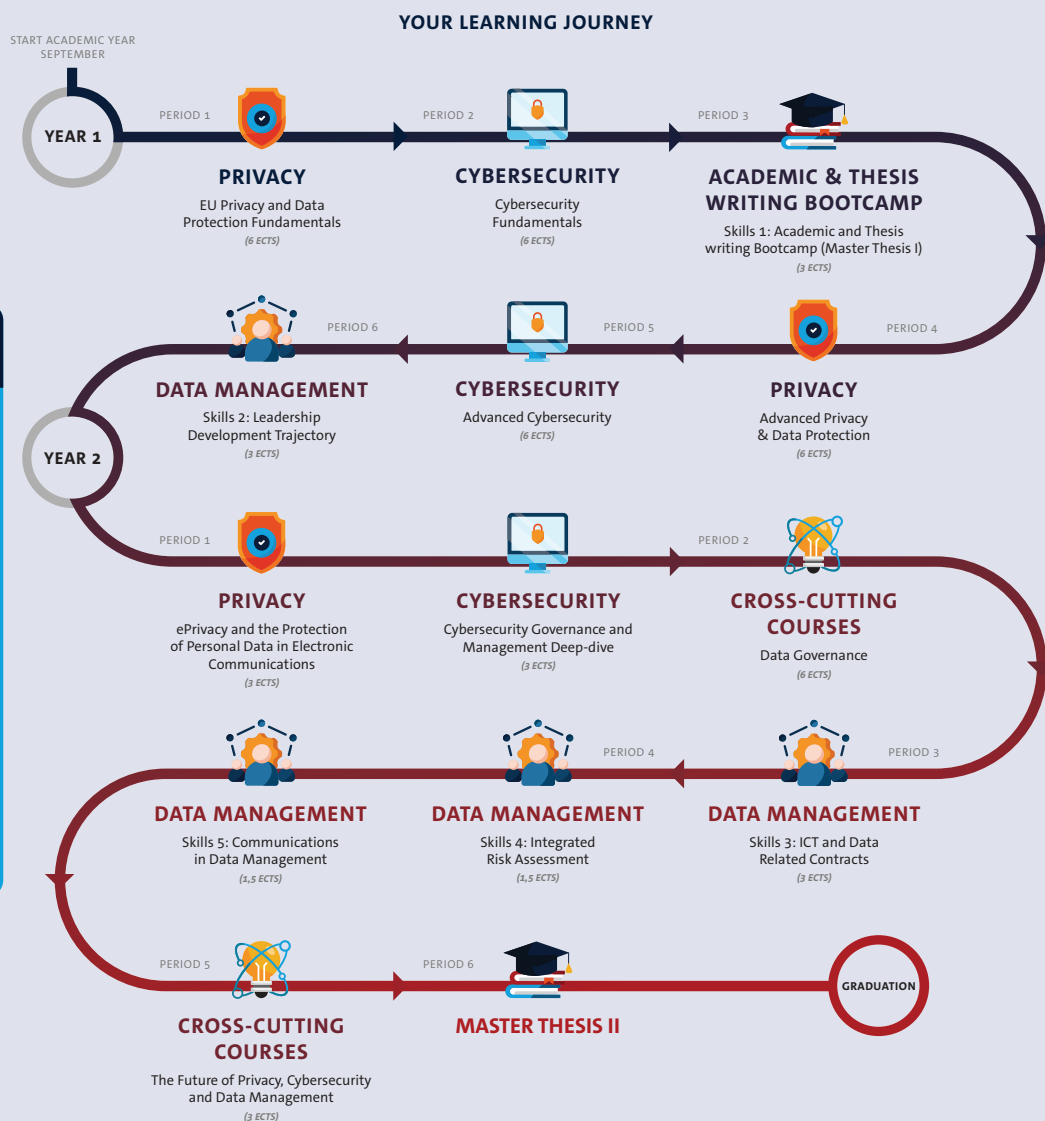 YOUR LEARNING JOURNEY
START ACADEMIC YEAR
SEPTEMBER
YEAR 1
PERIOD 1
PRIVACY
EU Privacy and Data
Protection Fundamentals
(6 ECTS)
PERIOD 2
CYBERSECURITY
Cybersecurity
Fundamentals
(6 ECTS)
PERIOD 3
ACADEMIC & THESIS
WRITING BOOTCAMP
Skills 1: Academic and Thesis
writing Bootcamp (Master Thesis I)
(3 ECTS)
PERIOD 4
PRIVACY
Advanced Privacy
& Data Protection
(6 ECTS)
PERIOD 5
CYBERSECURITY
Advanced Cybersecurity
(6 ECTS)
PERIOD 6
DATA MANAGEMENT
Skills 2: Leadership
Development Trajectory
(3 ECTS)
YEAR 2
PERIOD 1
PRIVACY
ePrivacy and the Protection
of Personal Data in Electronic
Communications
(3 ECTS)
CYBERSECURITY
Cybersecurity Governance and
Management Deep-dive
(3 ECTS)
PERIOD 2
CROSS-CUTTING
COURSES
Data Governance
(6 ECTS)
PERIOD 3
DATA MANAGEMENT
Skills 3: ICT and Data
Related Contracts
(3 ECTS)
PERIOD 4
DATA MANAGEMENT
Skills 4: Integrated
Risk Assessment
(1,5 ECTS)
DATA MANAGEMENT
Skills 5: Communications
in Data Management
(1,5 ECTS)
PERIOD 5
CROSS-CUTTING
COURSES
The Future of Privacy, Cybersecurity
and Data Management
(3 ECTS)
PERIOD 6
MASTER THESIS II
GRADUATION